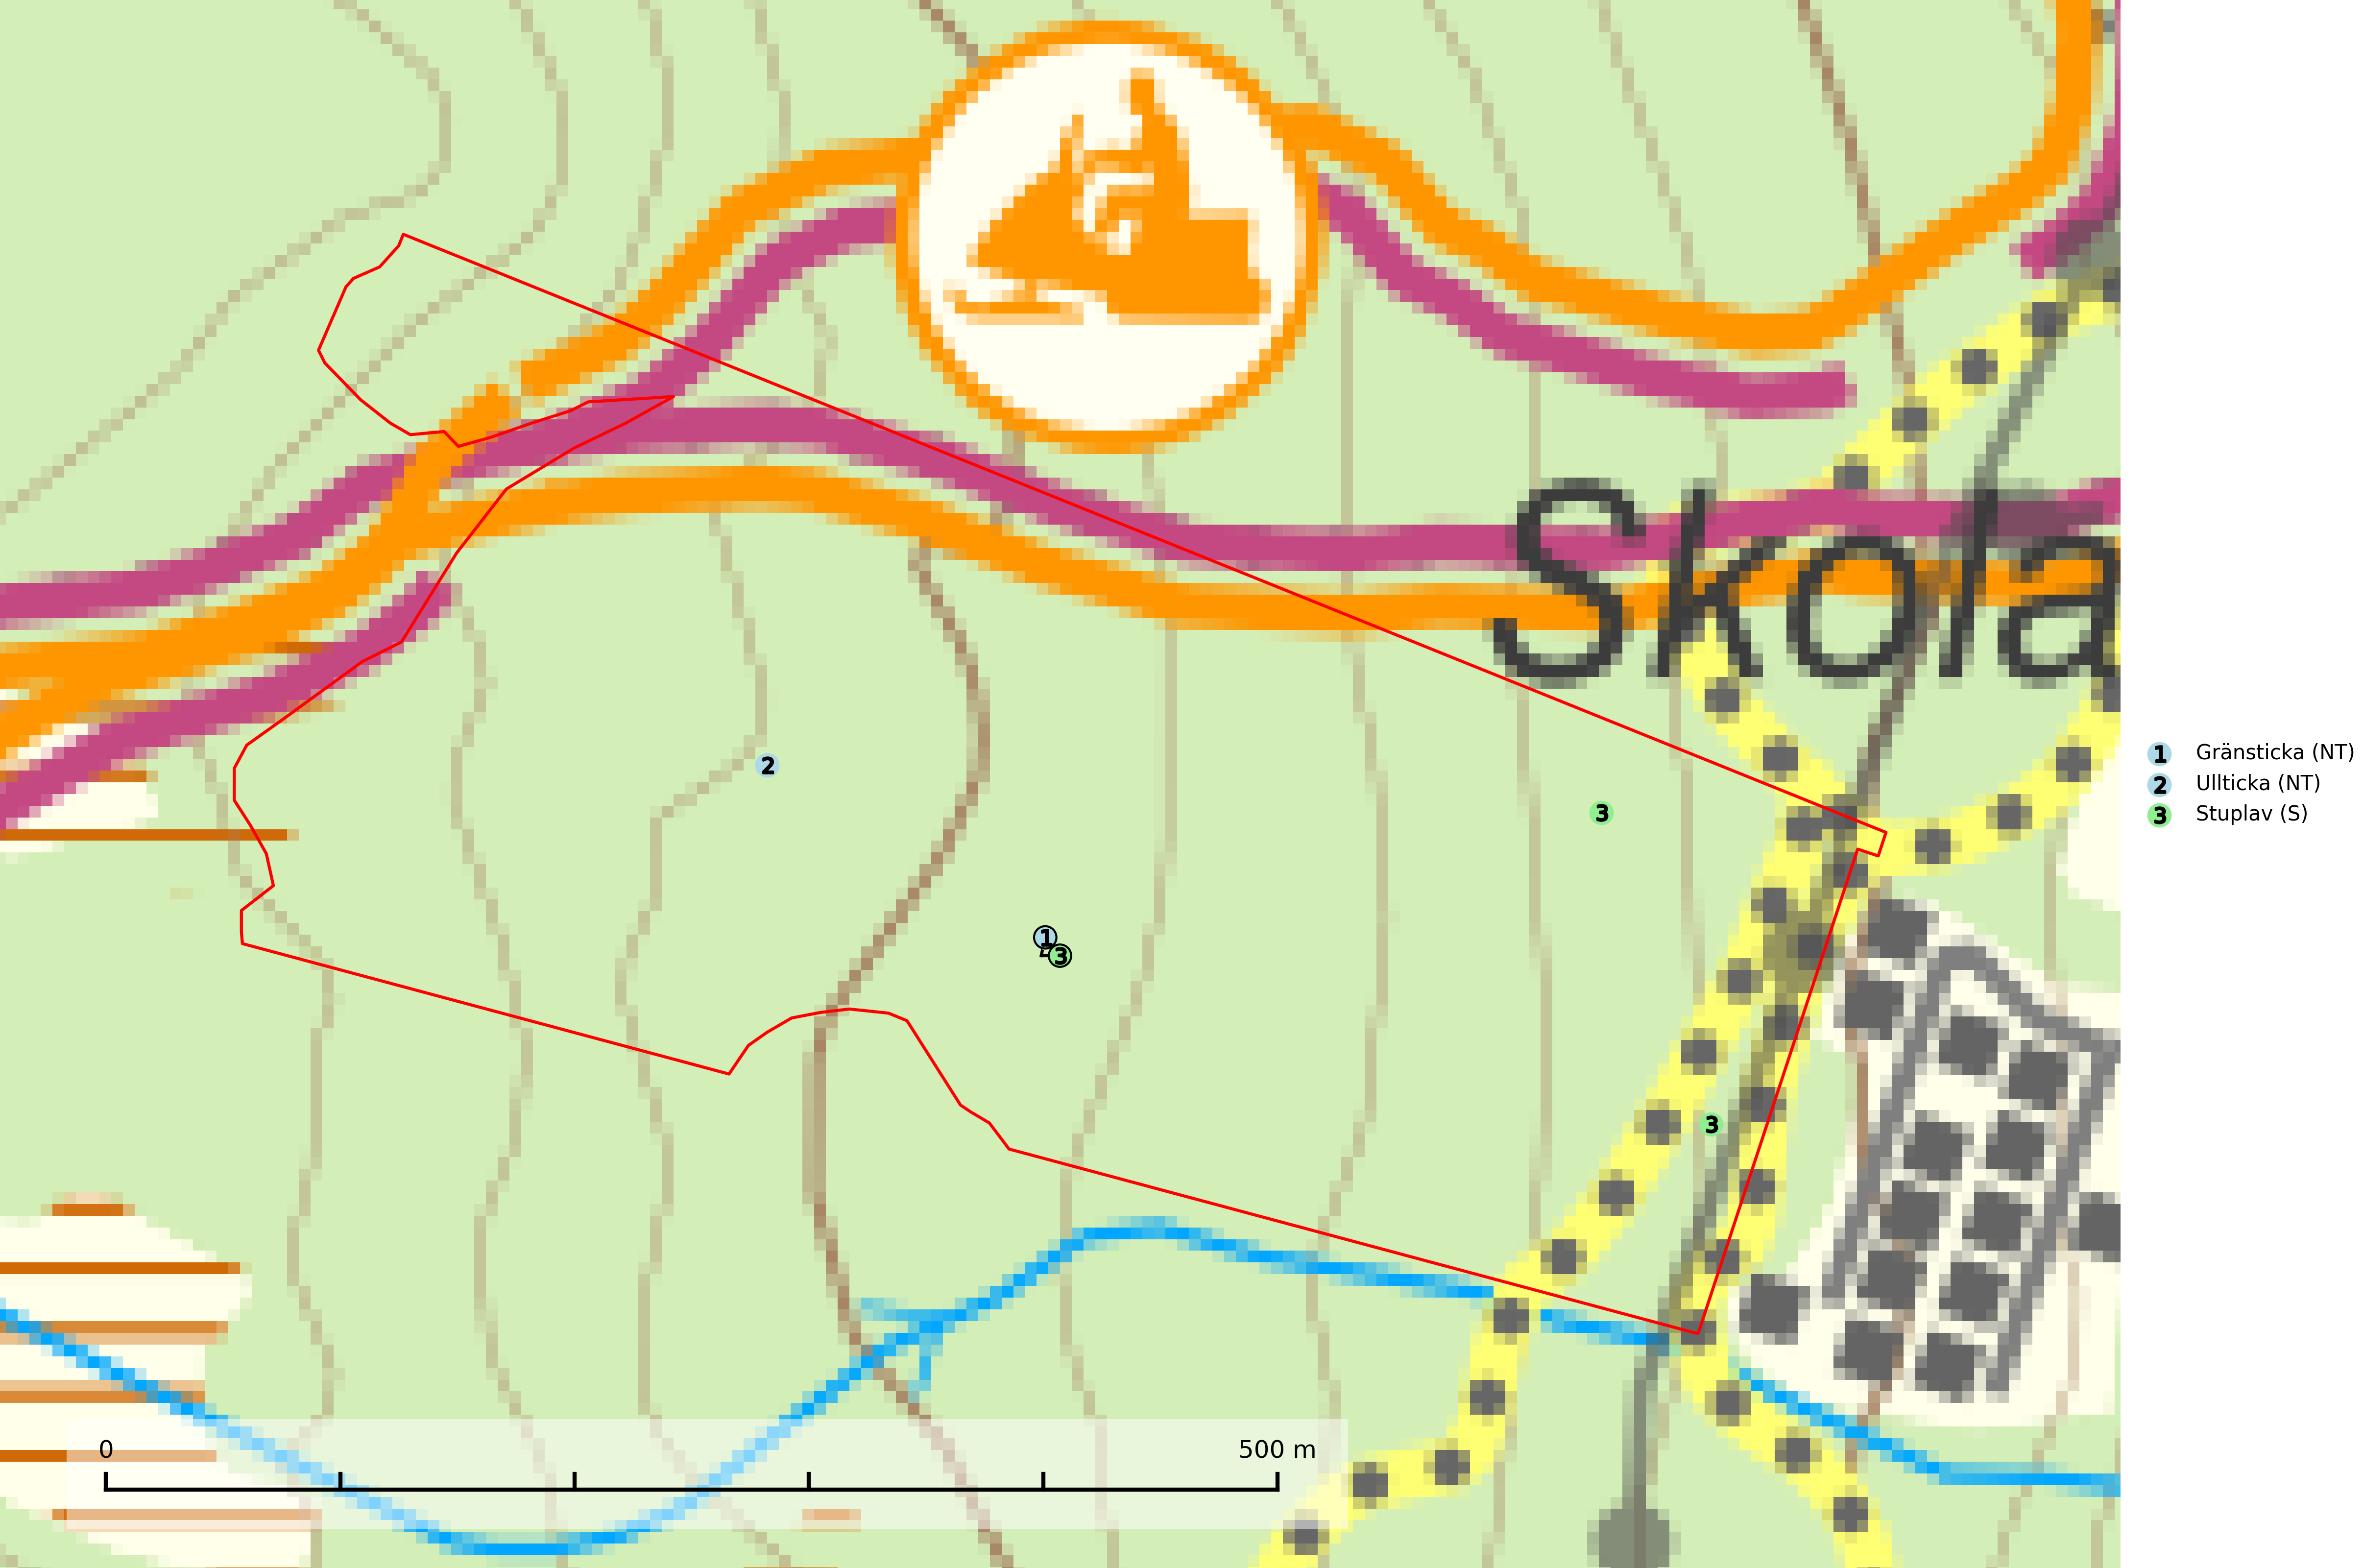 Skola
2
3
1
3
3
0 500 m
1 Gränsticka (NT)
2 Ullticka (NT)
3 Stuplav (S)